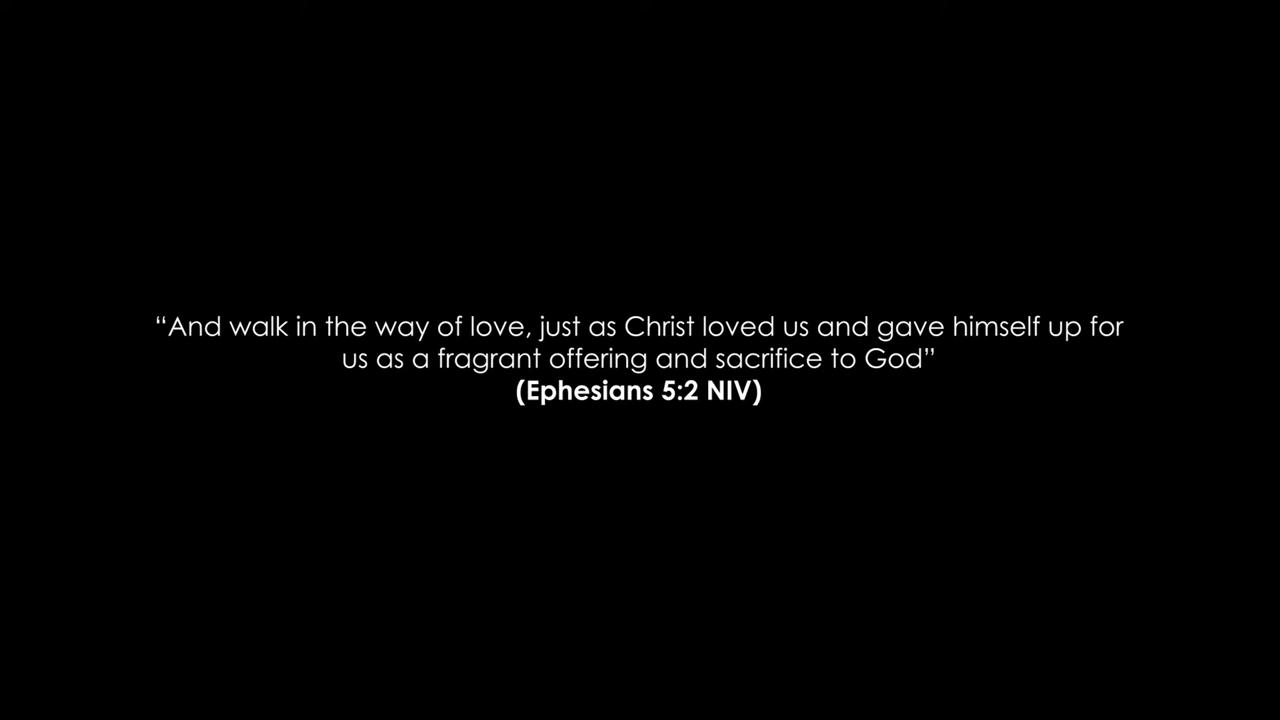 “And walk in the way of love, just as Christ loved us and gave himself up for
us as a fragrant offering and sacrifice to God”
(Ephesians 5:2 NIV)